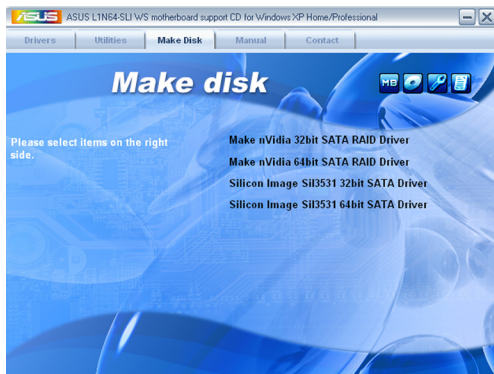 ASUS L1N64-SLI WS motherboard support CD for Windows XP Home/Professional
Drivers Utilities Make Disk Manual Contact
Make disk
MB
Please select items on the right
side.
Make nVidia 32bit SATA RAID Driver
Make nVidia 64bit SATA RAID Driver
Silicon Image Sil3531 32bit SATA Driver
Silicon Image Sil3531 64bit SATA Driver